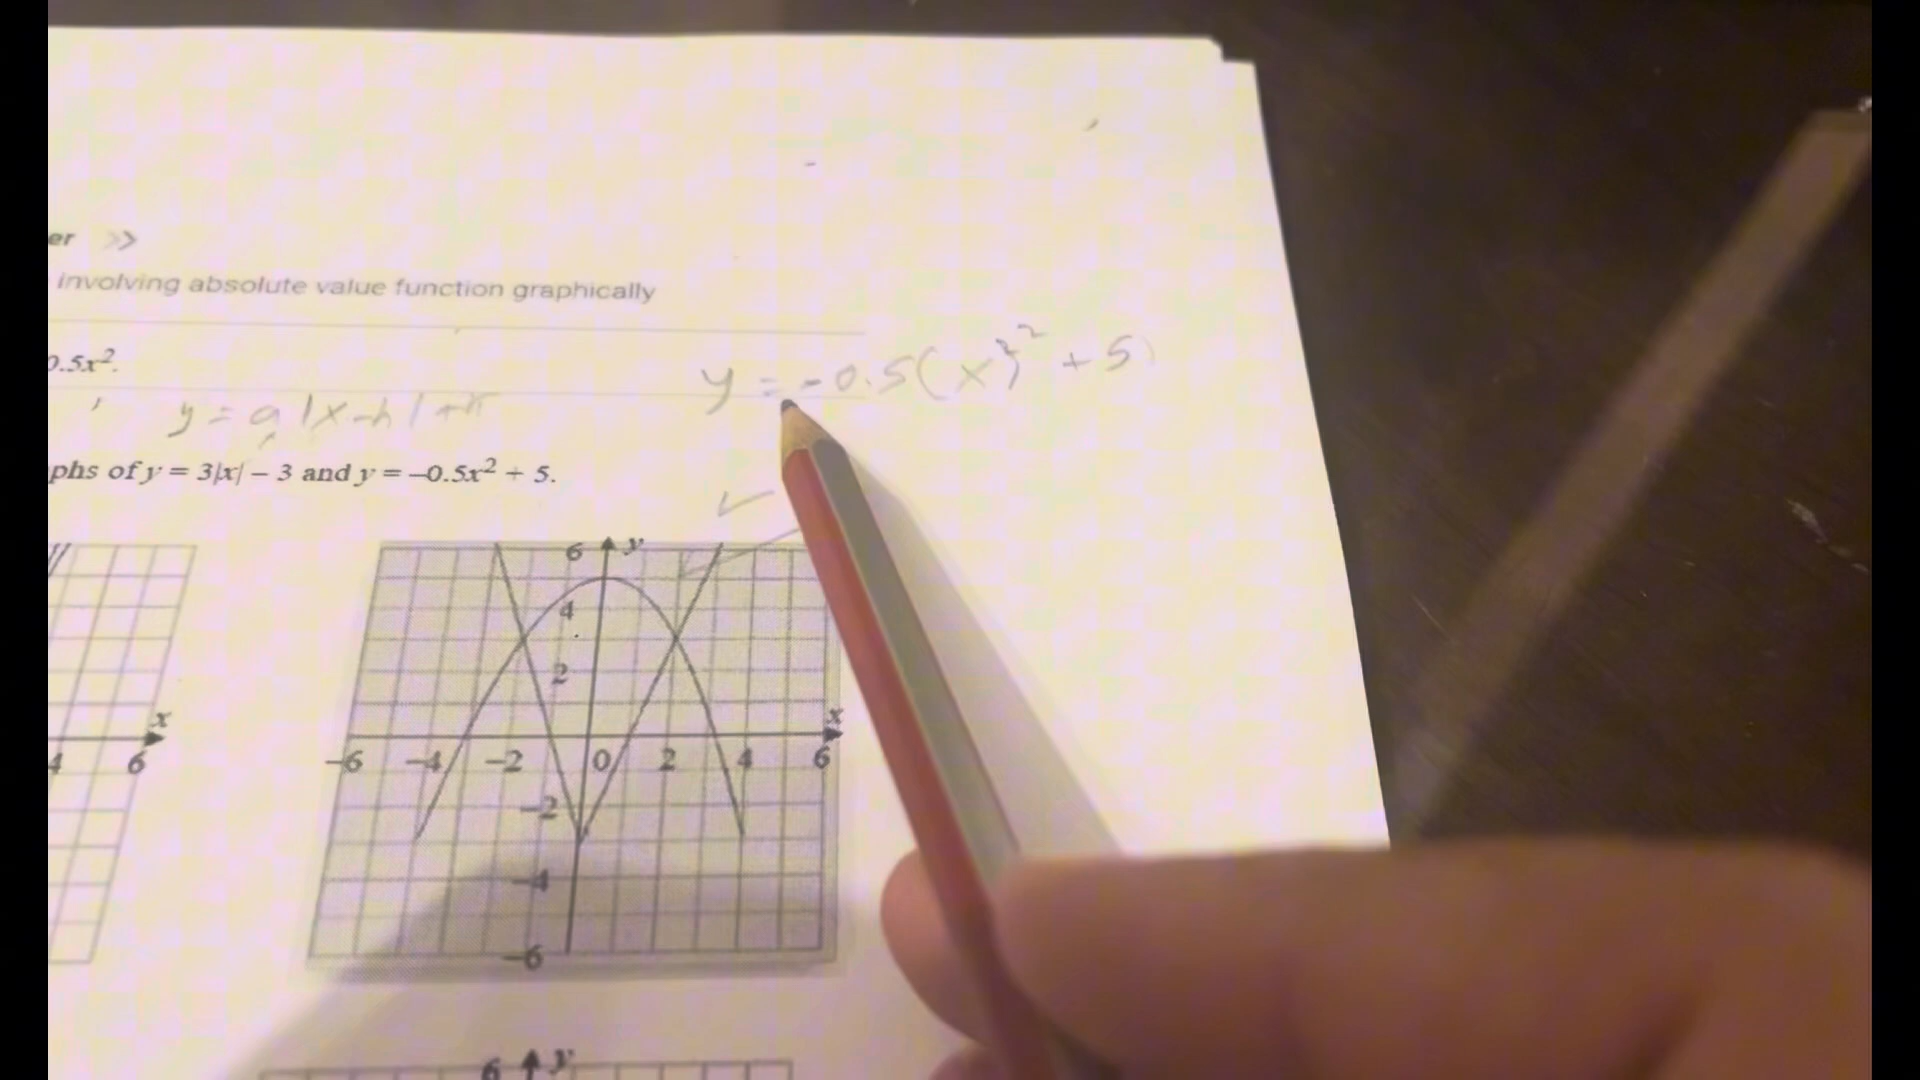 er >>
involving absolute value function graphically
0.5x².
y = -0.5(x)² + 5
y = a|x-h|+k
phs of y = 3|x| – 3 and y = –0.5x² + 5.
6 y
4
2
x
–6 –4 –2 0 2 4 6
–2
–4
–6
x
4 6
6 y